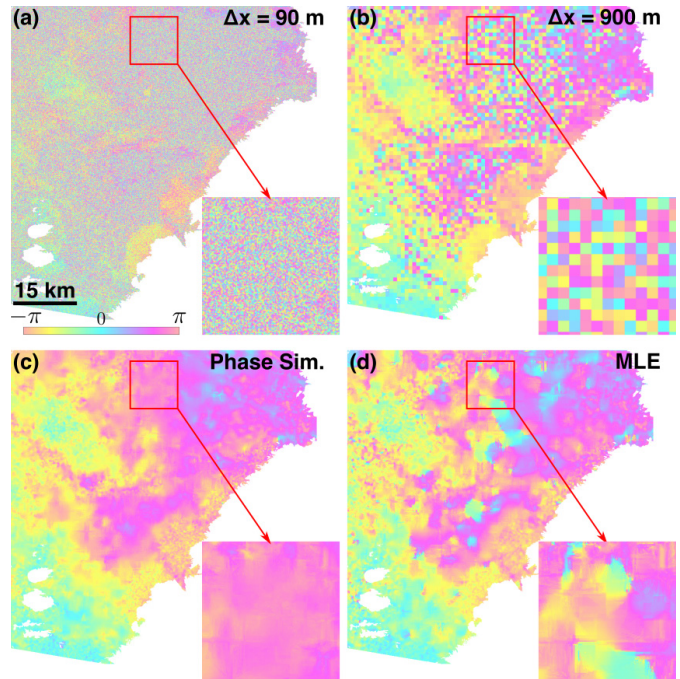 (a) Δx = 90 m
(b) Δx = 900 m
15 km
−π 0 π
(c) Phase Sim.
(d) MLE